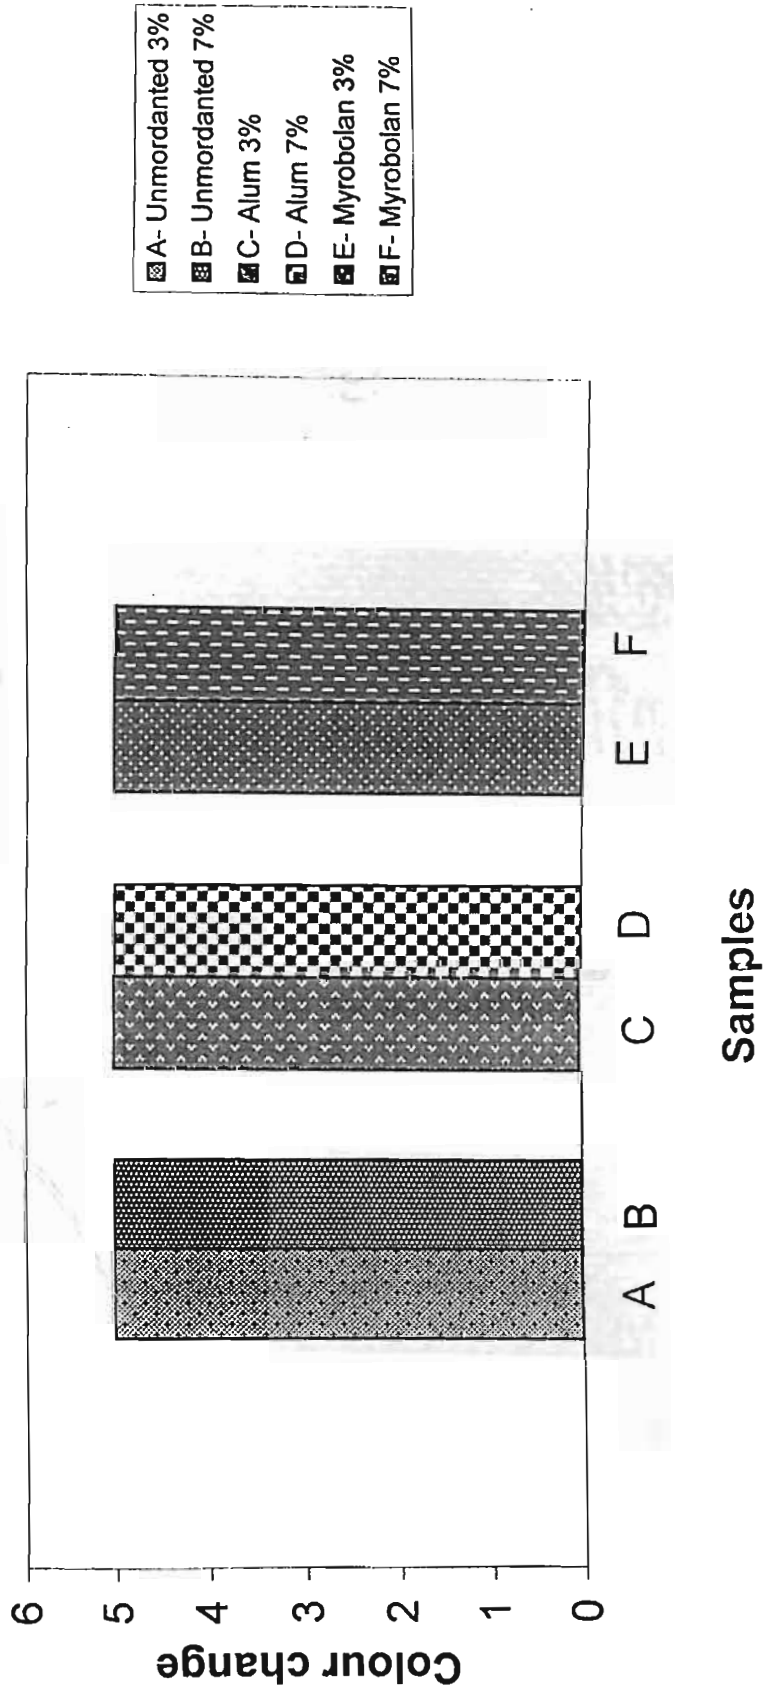 Colour change
6
5
4
3
2
1
0
A B C D E F
Samples
A- Unmordanted 3%
B- Unmordanted 7%
C- Alum 3%
D- Alum 7%
E- Myrobolan 3%
F- Myrobolan 7%